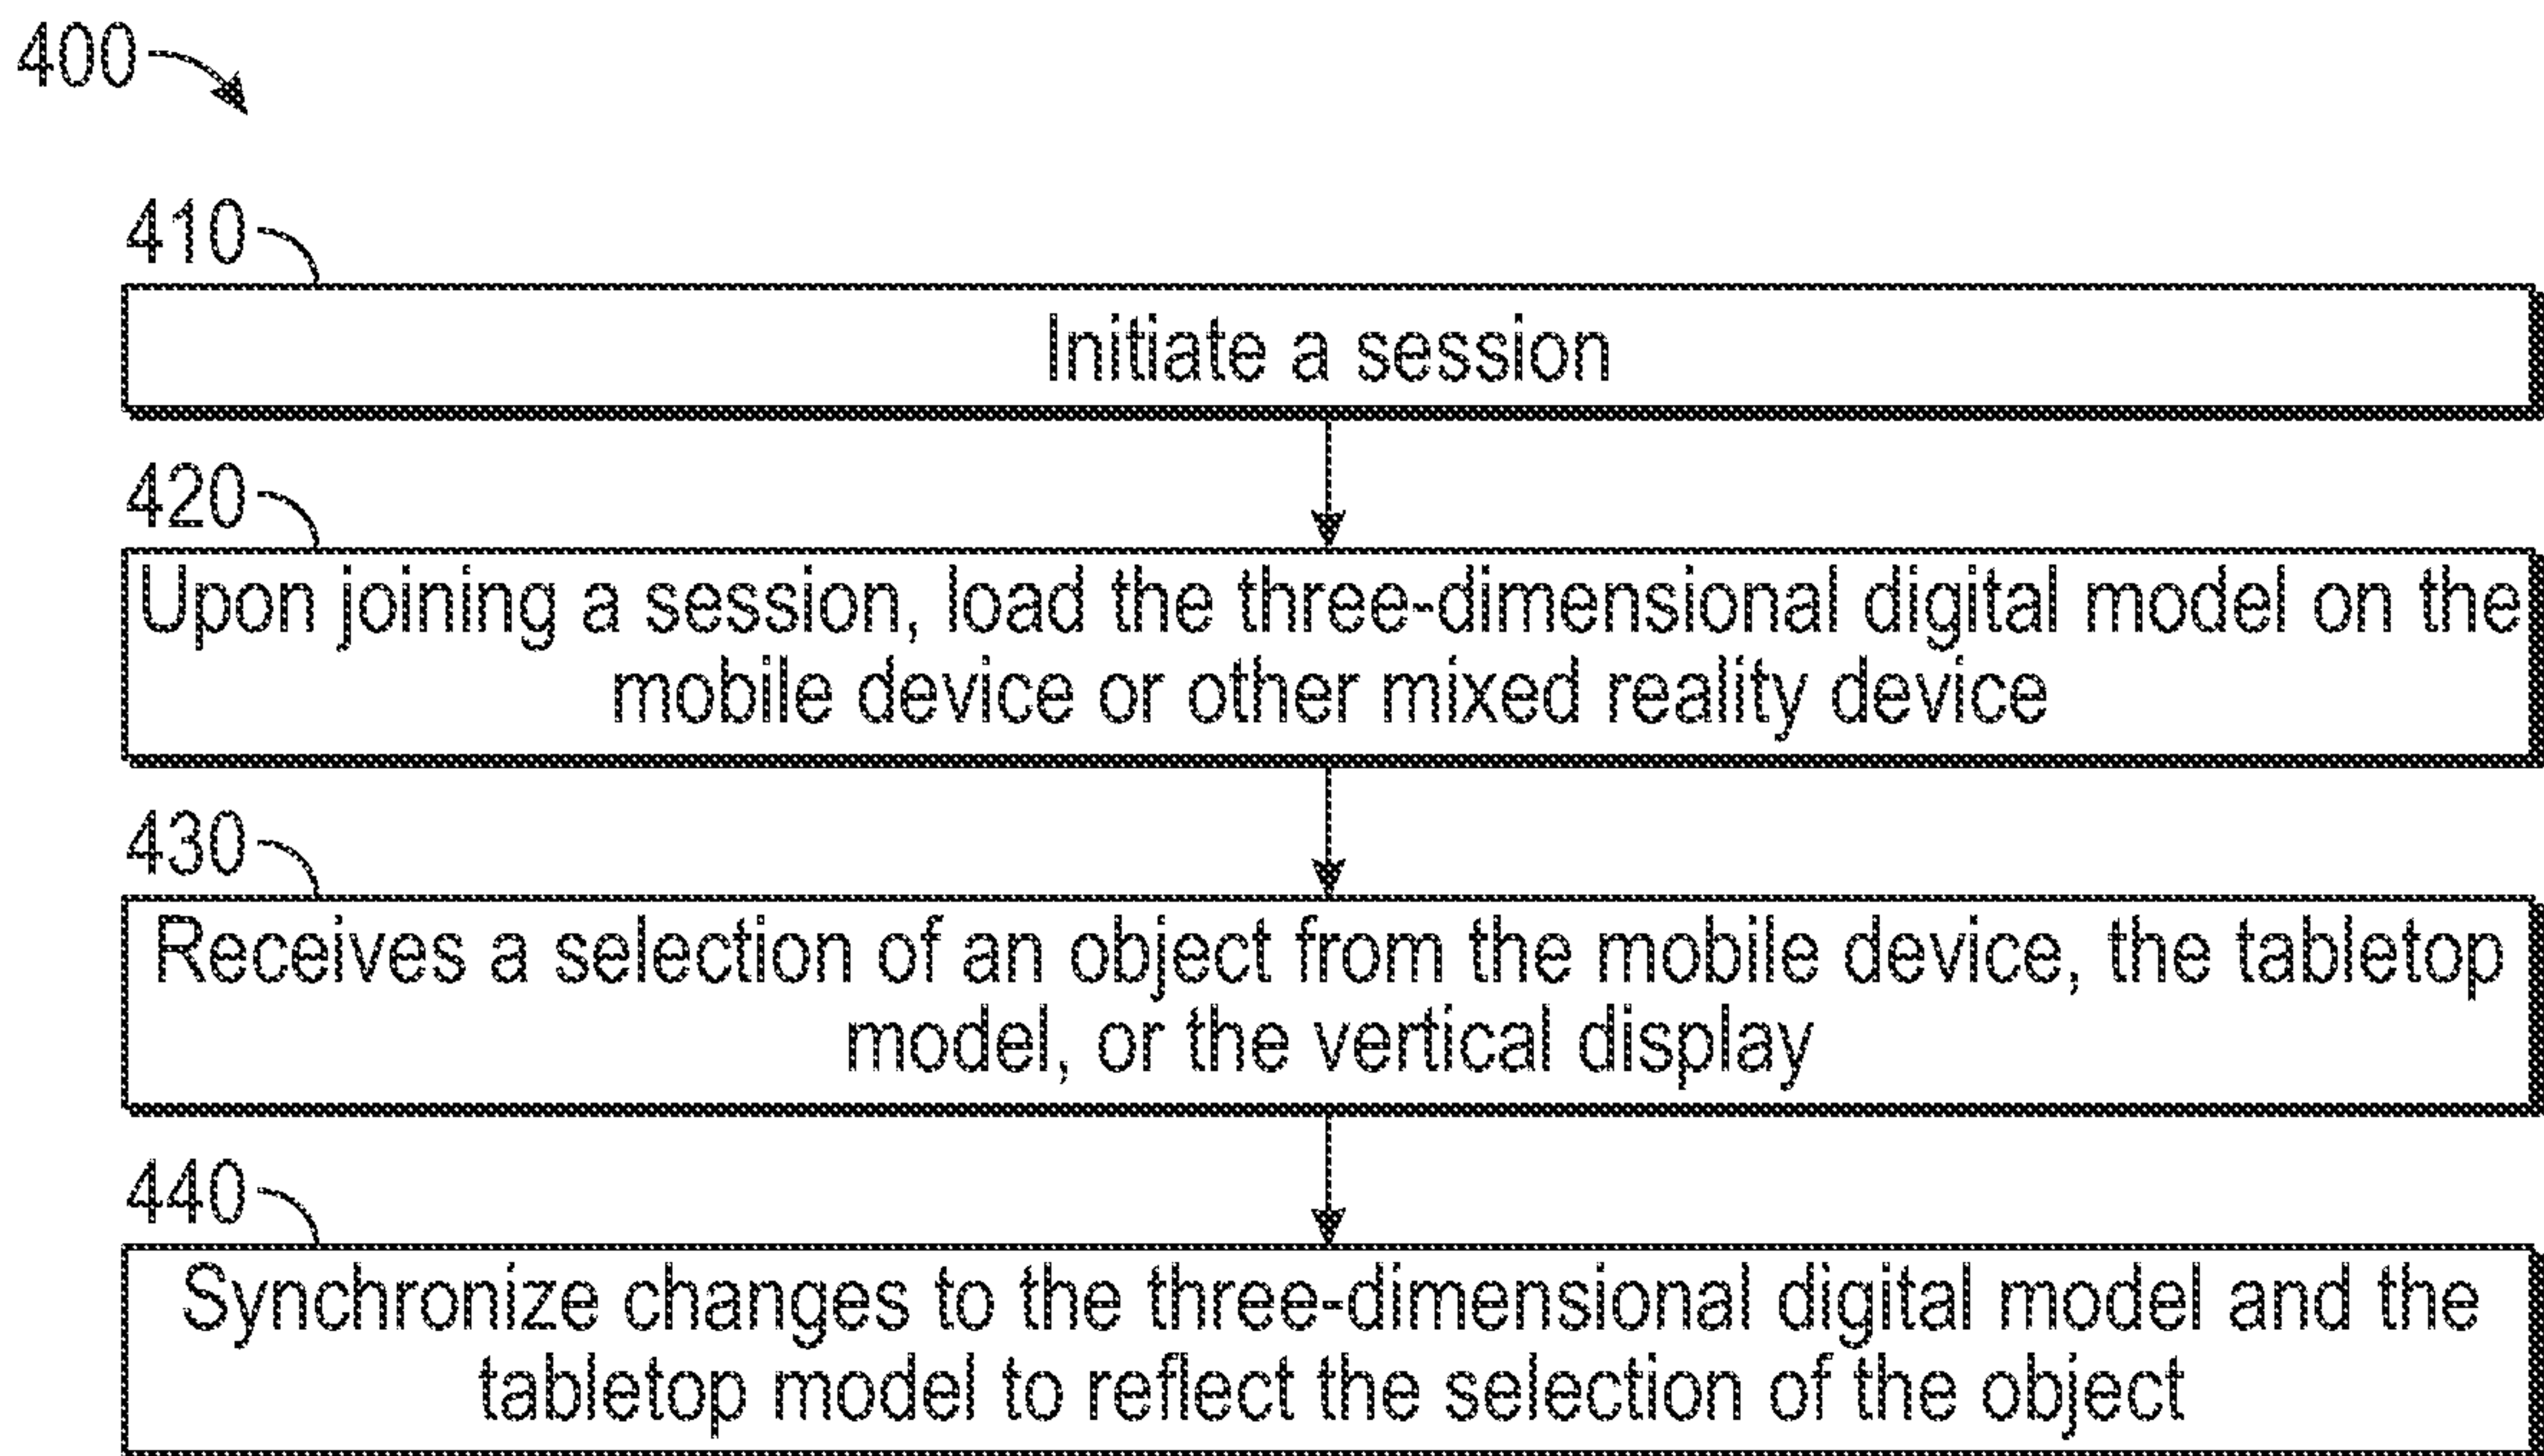 400
410
Initiate a session
420
Upon joining a session, load the three-dimensional digital model on the
mobile device or other mixed reality device
430
Receives a selection of an object from the mobile device, the tabletop
model, or the vertical display
440
Synchronize changes to the three-dimensional digital model and the
tabletop model to reflect the selection of the object